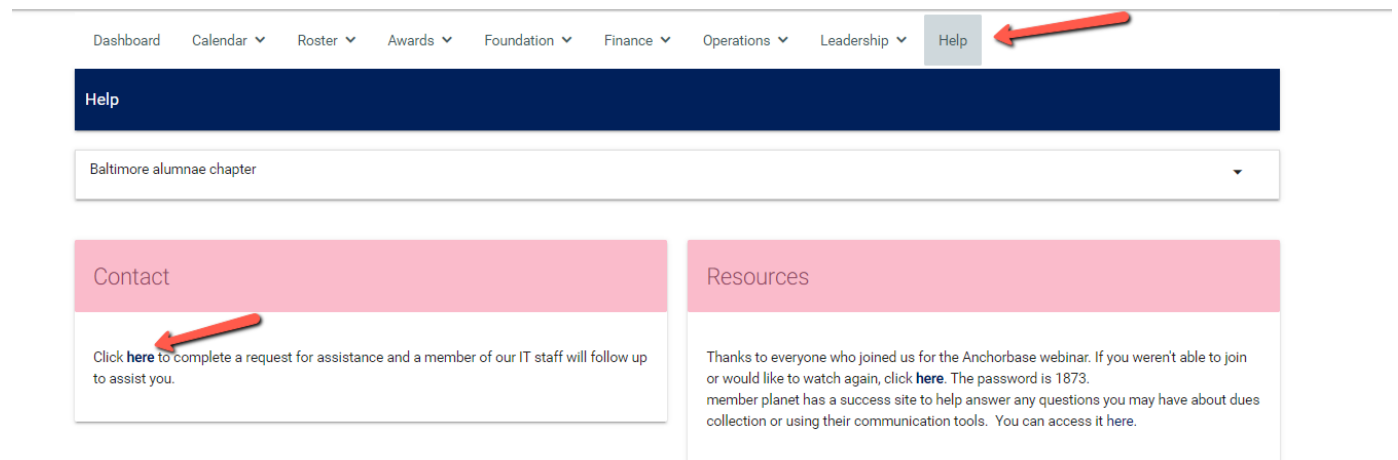 Dashboard Calendar Roster Awards Foundation Finance Operations Leadership Help
Help
Baltimore alumnae chapter
Contact
Click here to complete a request for assistance and a member of our IT staff will follow up
to assist you.
Resources
Thanks to everyone who joined us for the Anchorbase webinar. If you weren't able to join
or would like to watch again, click here. The password is 1873.
member planet has a success site to help answer any questions you may have about dues
collection or using their communication tools. You can access it here.